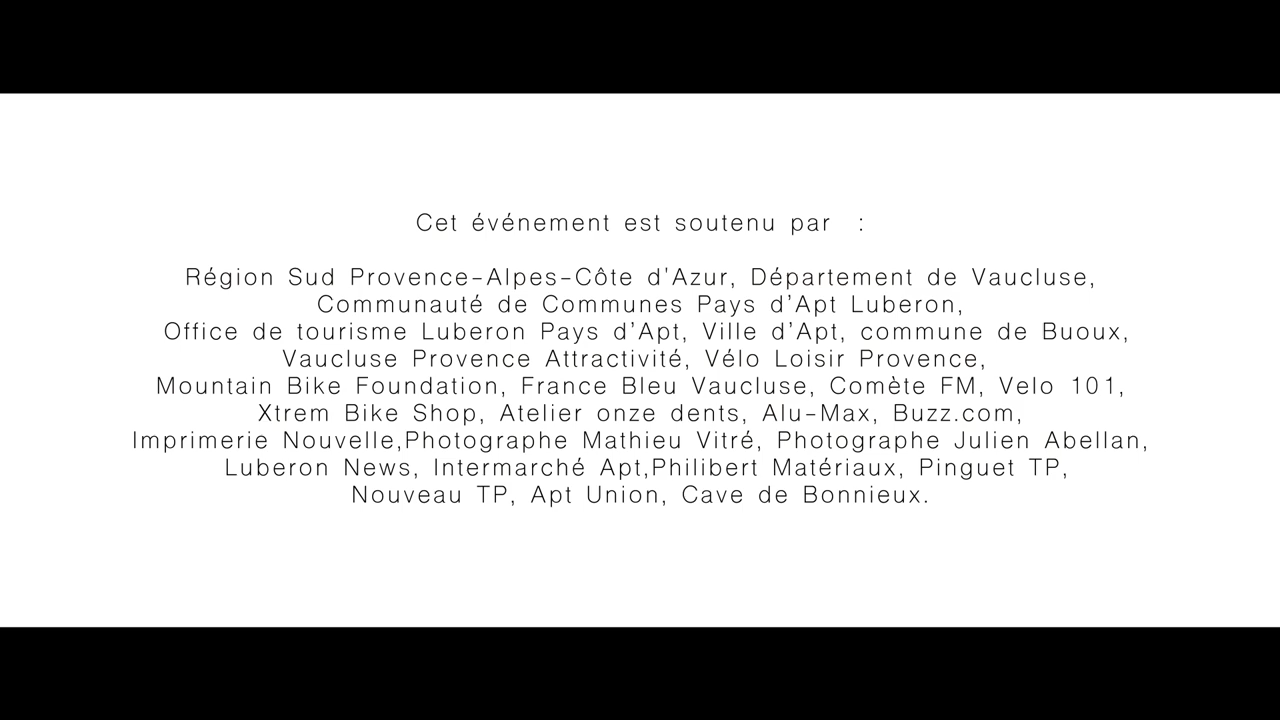 Cet événement est soutenu par :
Région Sud Provence-Alpes-Côte d'Azur, Département de Vaucluse,
Communauté de Communes Pays d’Apt Luberon,
Office de tourisme Luberon Pays d’Apt, Ville d’Apt, commune de Buoux,
Vaucluse Provence Attractivité, Vélo Loisir Provence,
Mountain Bike Foundation, France Bleu Vaucluse, Comète FM, Velo 101,
Xtrem Bike Shop, Atelier onze dents, Alu-Max, Buzz.com,
Imprimerie Nouvelle,Photographe Mathieu Vitré, Photographe Julien Abellan,
Luberon News, Intermarché Apt,Philibert Matériaux, Pinguet TP,
Nouveau TP, Apt Union, Cave de Bonnieux.